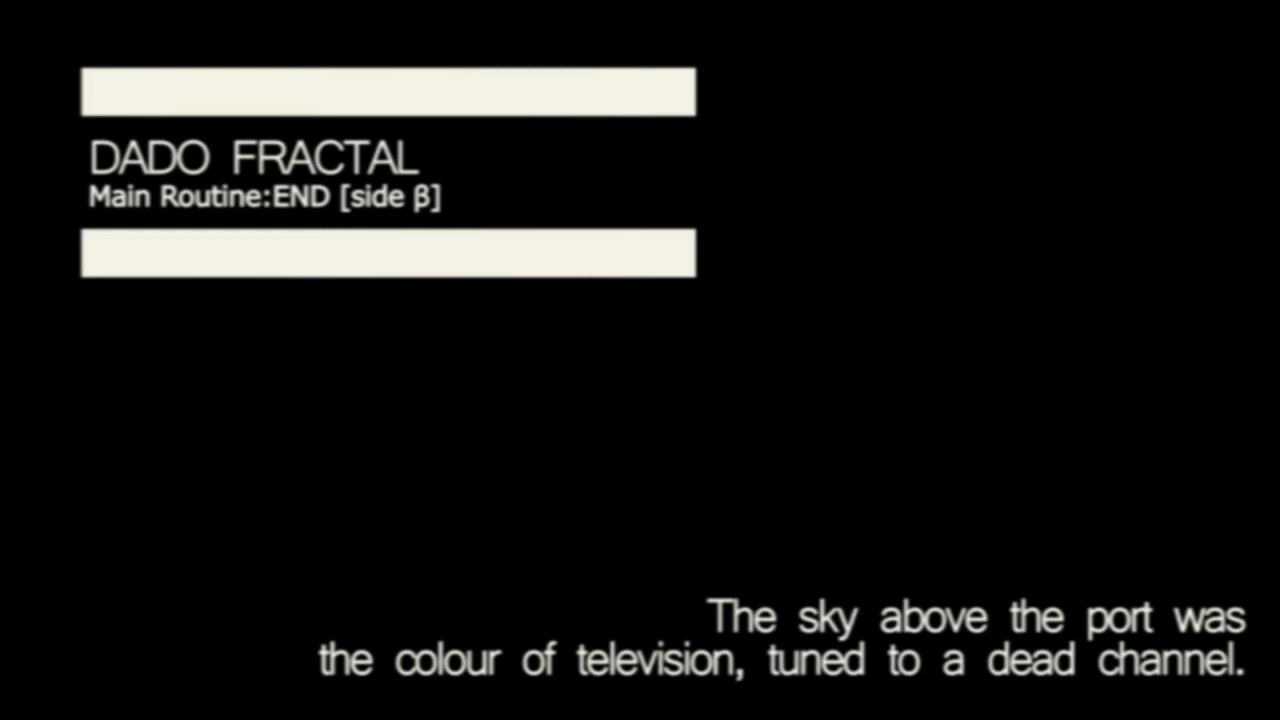 DADO FRACTAL
Main Routine:END [side β]
The sky above the port was
the colour of television, tuned to a dead channel.